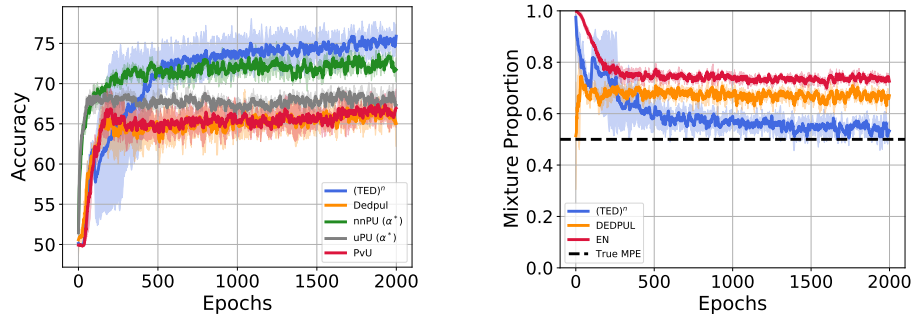 Accuracy
75
70
65
60
55
50
0
500
1000
1500
2000
Epochs
(TED)ⁿ
Dedpul
nnPU (α*)
uPU (α*)
PvU
Mixture Proportion
1.0
0.8
0.6
0.4
0.2
0.0
0
500
1000
1500
2000
Epochs
(TED)ⁿ
DEDPUL
EN
True MPE